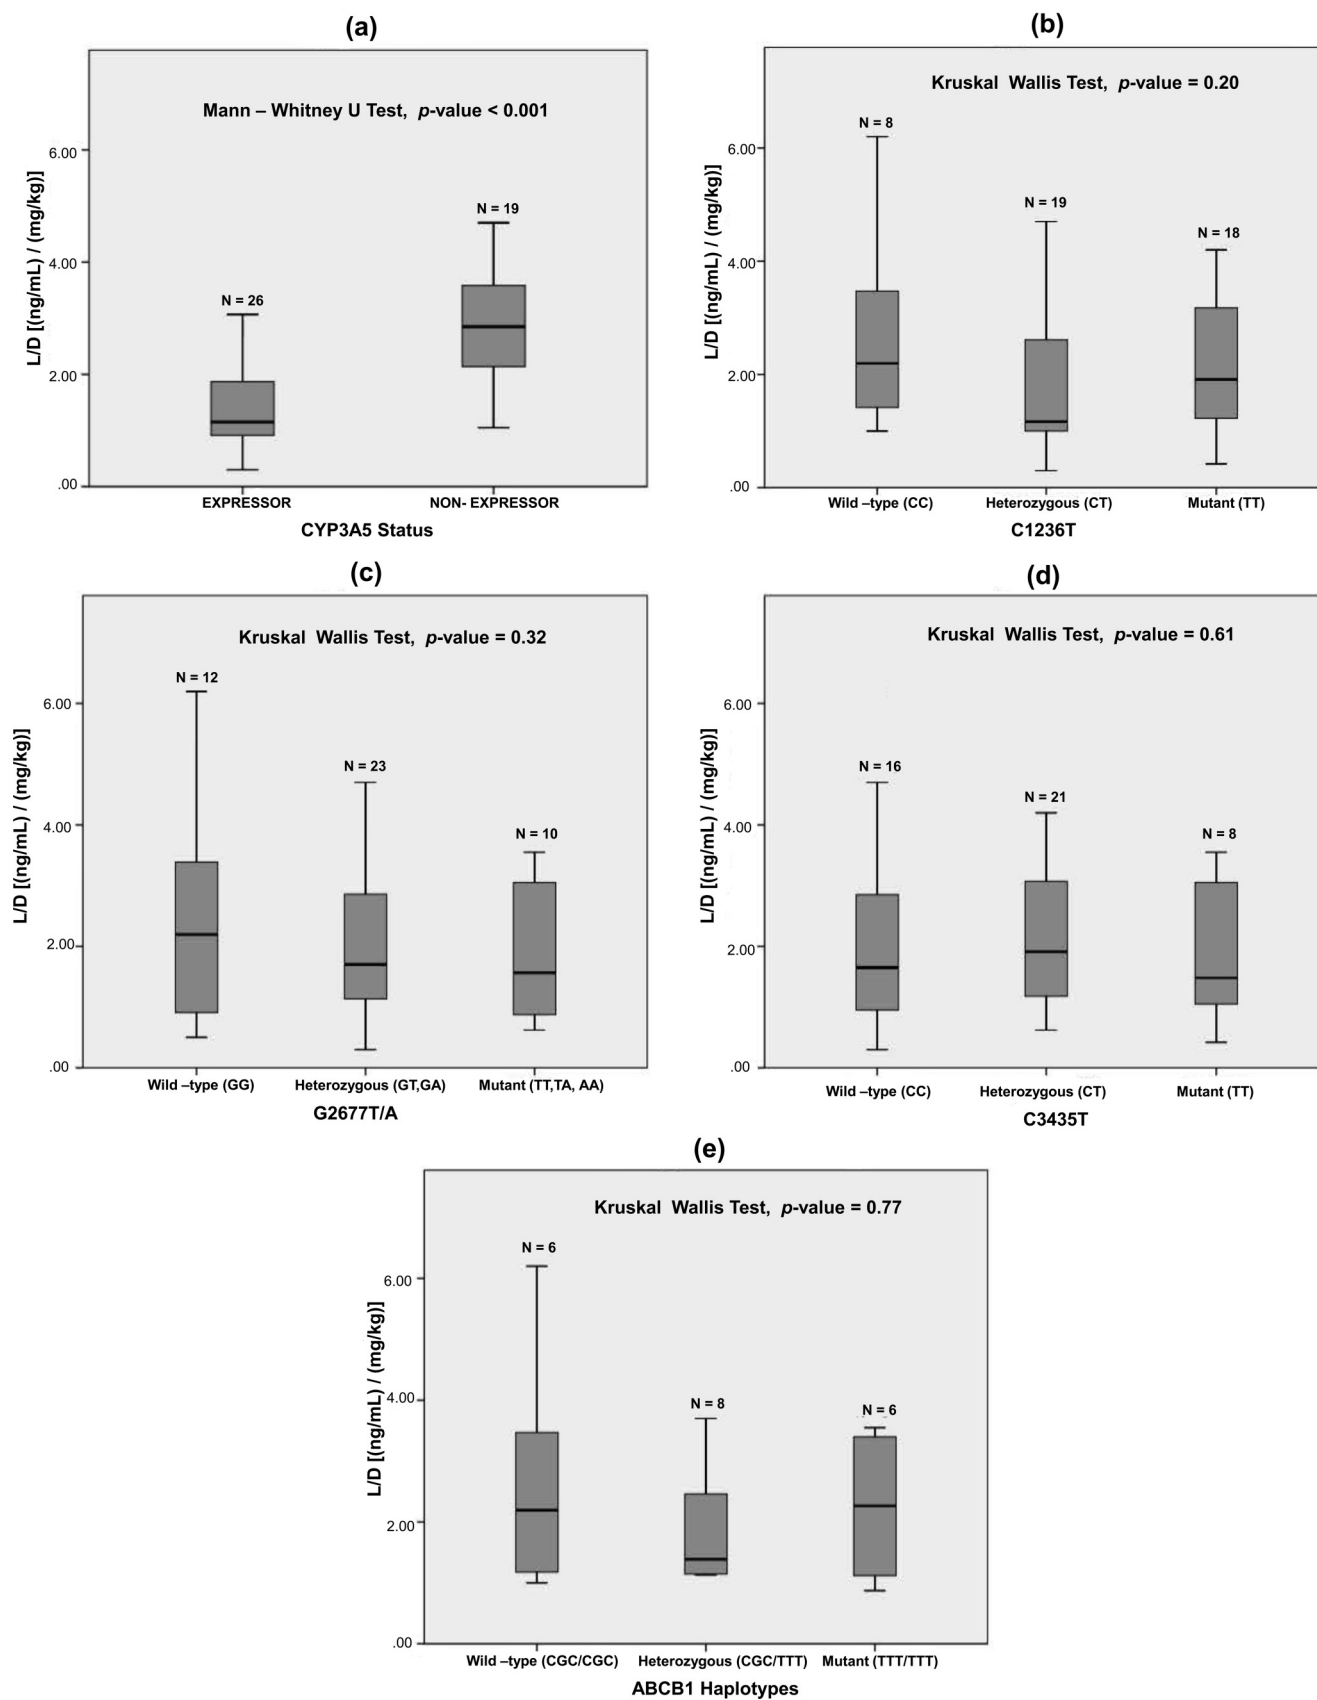 (a)
Mann – Whitney U Test, p-value < 0.001
L/D [(ng/mL) / (mg/kg)]
6.00
4.00
2.00
.00
N = 26
N = 19
EXPRESSOR
NON- EXPRESSOR
CYP3A5 Status
(b)
Kruskal Wallis Test, p-value = 0.20
L/D [(ng/mL) / (mg/kg)]
6.00
4.00
2.00
.00
N = 8
N = 19
N = 18
Wild –type (CC)
Heterozygous (CT)
Mutant (TT)
C1236T
(c)
Kruskal Wallis Test, p-value = 0.32
L/D [(ng/mL) / (mg/kg)]
6.00
4.00
2.00
.00
N = 12
N = 23
N = 10
Wild –type (GG)
Heterozygous (GT,GA)
Mutant (TT,TA, AA)
G2677T/A
(d)
Kruskal Wallis Test, p-value = 0.61
L/D [(ng/mL) / (mg/kg)]
6.00
4.00
2.00
.00
N = 16
N = 21
N = 8
Wild –type (CC)
Heterozygous (CT)
Mutant (TT)
C3435T
(e)
Kruskal Wallis Test, p-value = 0.77
L/D [(ng/mL) / (mg/kg)]
6.00
4.00
2.00
.00
N = 6
N = 8
N = 6
Wild –type (CGC/CGC)
Heterozygous (CGC/TTT)
Mutant (TTT/TTT)
ABCB1 Haplotypes